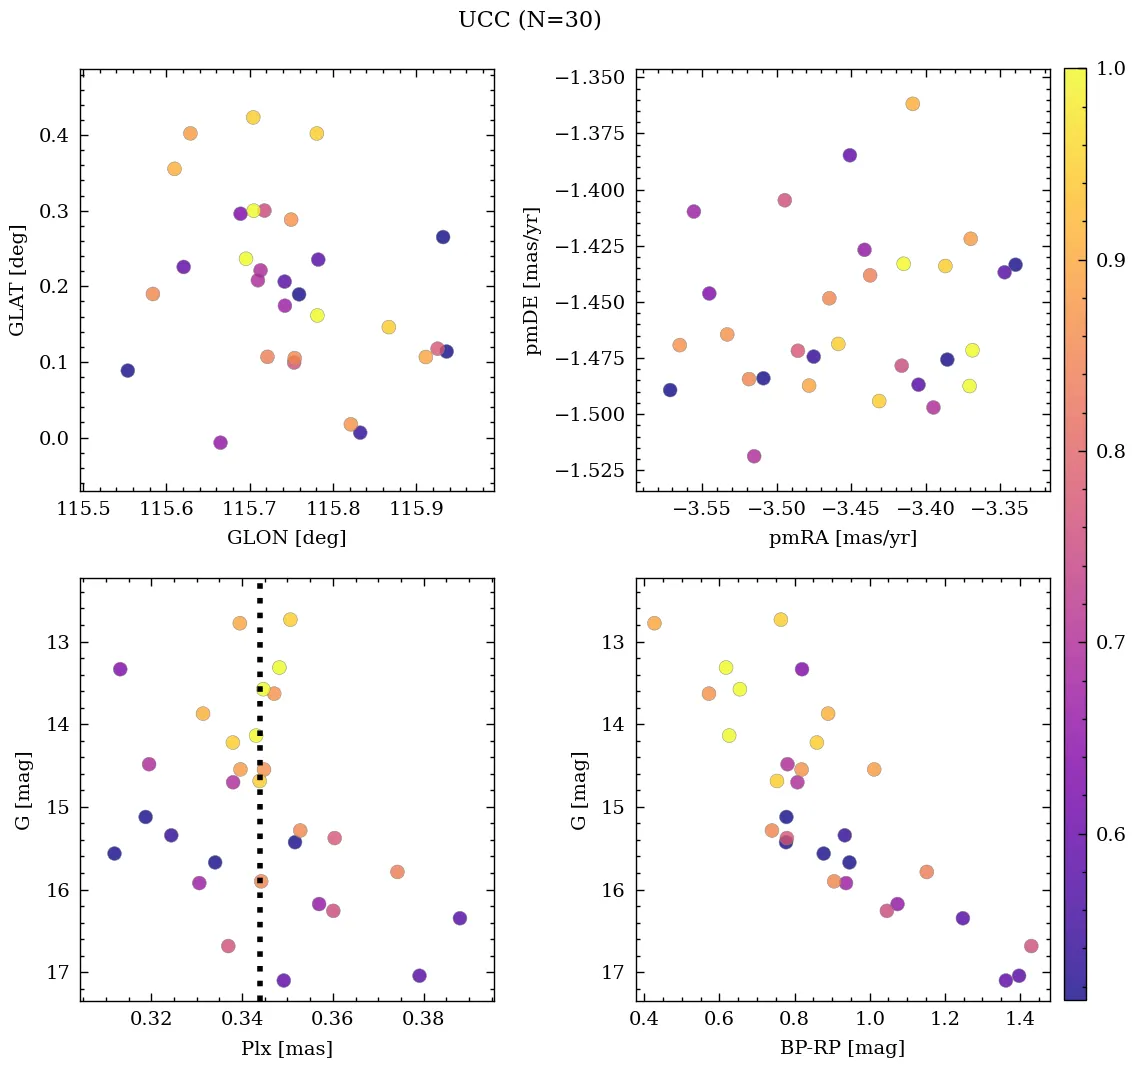 UCC (N=30)
0.4
0.3
0.2
0.1
0.0
GLAT [deg]
115.5 115.6 115.7 115.8 115.9
GLON [deg]
−1.350
−1.375
−1.400
−1.425
−1.450
−1.475
−1.500
−1.525
pmDE [mas/yr]
−3.55 −3.50 −3.45 −3.40 −3.35
pmRA [mas/yr]
1.0
0.9
0.8
0.7
0.6
13
14
15
16
17
G [mag]
0.32 0.34 0.36 0.38
Plx [mas]
13
14
15
16
17
G [mag]
0.4 0.6 0.8 1.0 1.2 1.4
BP-RP [mag]